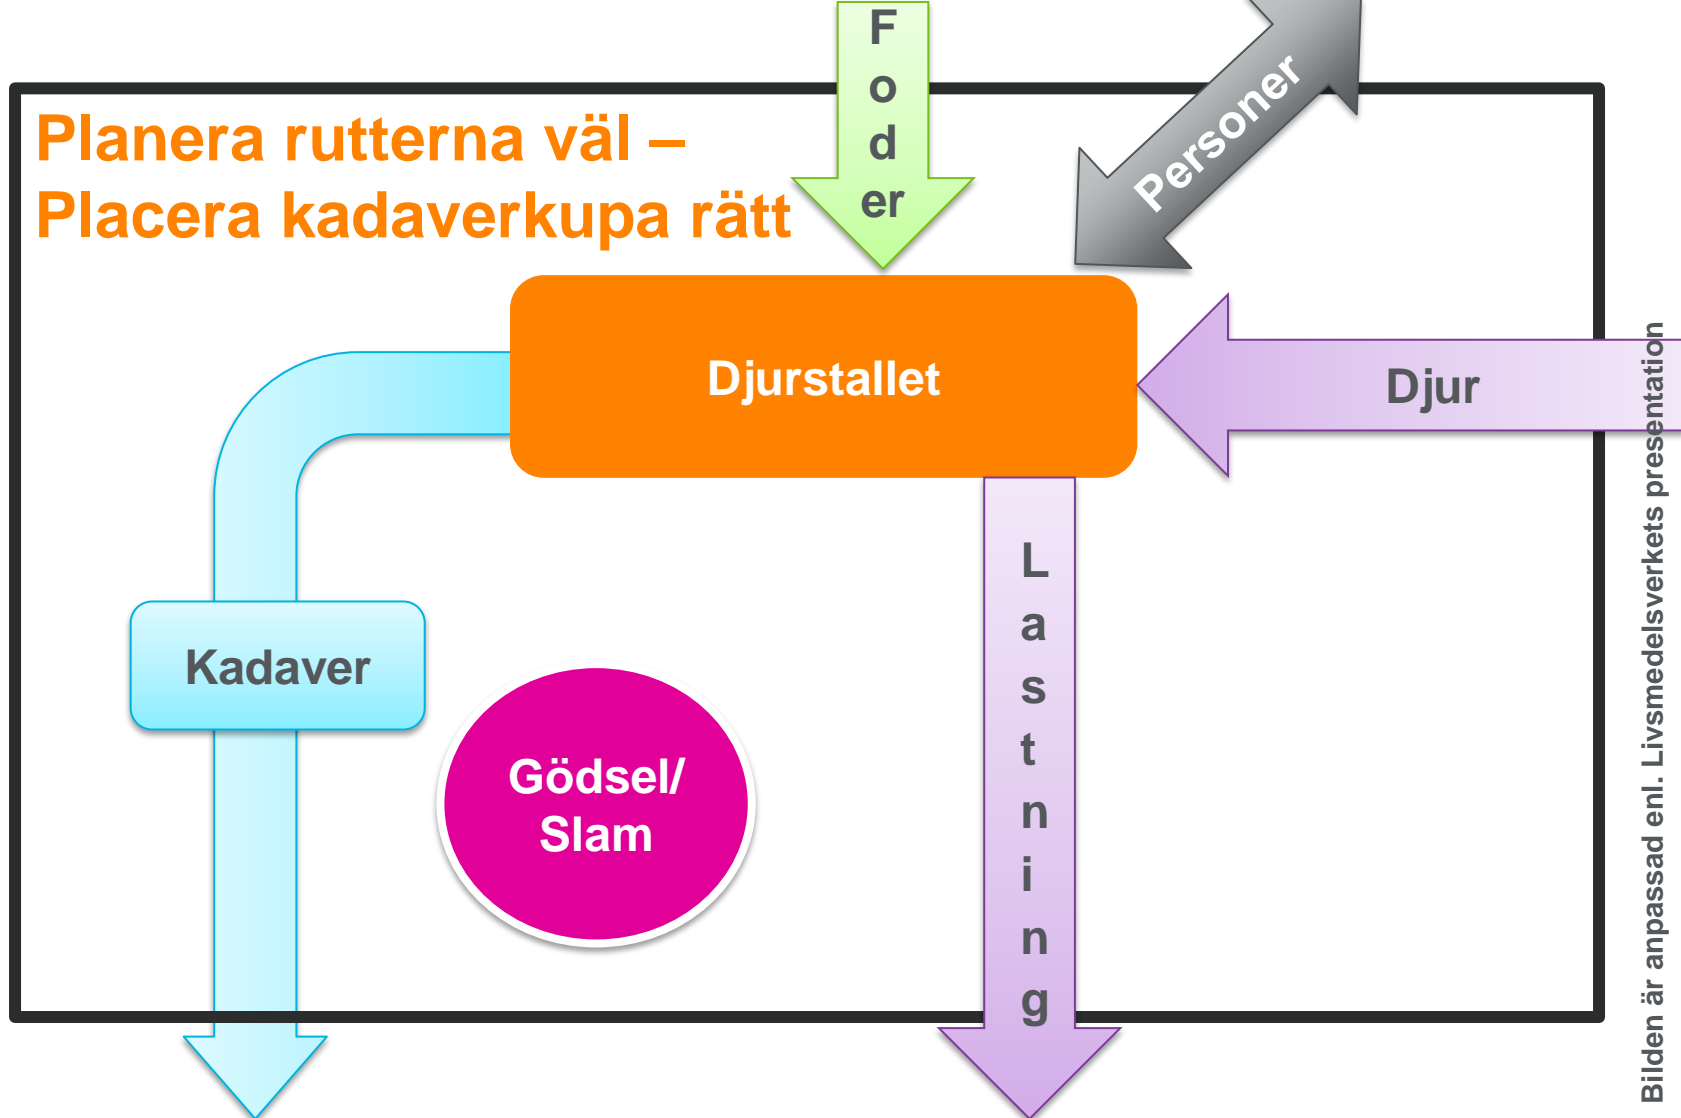 Planera rutterna väl –
Placera kadaverkupa rätt
F
o
d
er
Personer
Djurstallet
Djur
Kadaver
Gödsel/
Slam
L
a
s
t
n
i
n
g
Bilden är anpassad enl. Livsmedelsverkets presentation